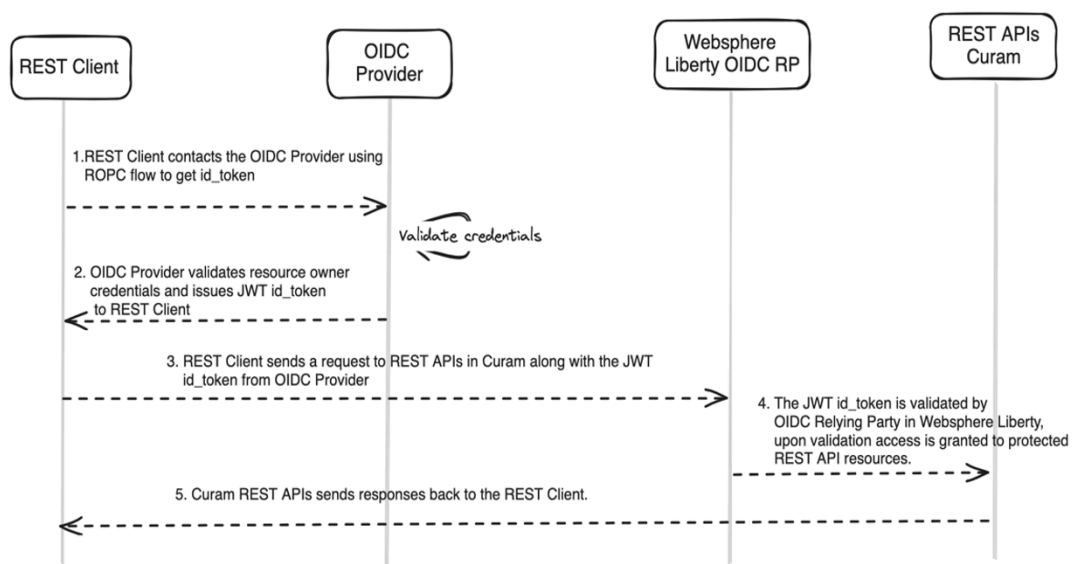 REST Client
OIDC
Provider
Websphere
Liberty OIDC RP
REST APIs
Curam
1.REST Client contacts the OIDC Provider using
ROPC flow to get id_token
Validate credentials
2. OIDC Provider validates resource owner
credentials and issues JWT id_token
to REST Client
3. REST Client sends a request to REST APIs in Curam along with the JWT
id_token from OIDC Provider
4. The JWT id_token is validated by
OIDC Relying Party in Websphere Liberty,
upon validation access is granted to protected
REST API resources.
5. Curam REST APIs sends responses back to the REST Client.